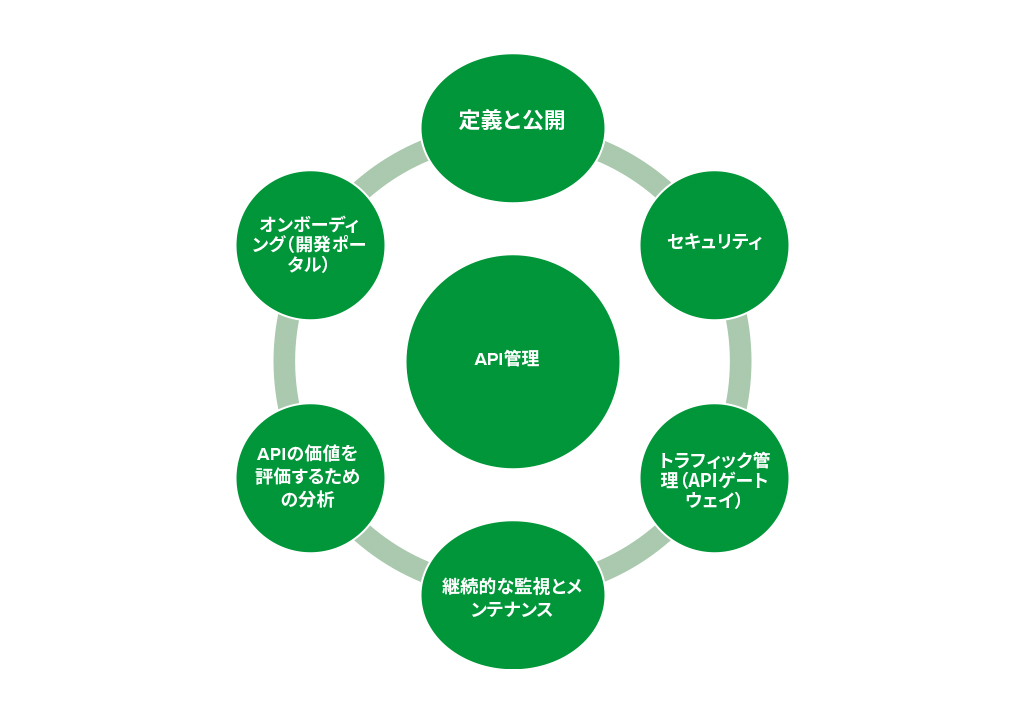 定義と公開
セキュリティ
トラフィック管
理(APIゲート
ウェイ)
継続的な監視とメ
ンテナンス
APIの価値を
評価するため
の分析
オンボーディ
ング(開発ポー
タル)
API管理